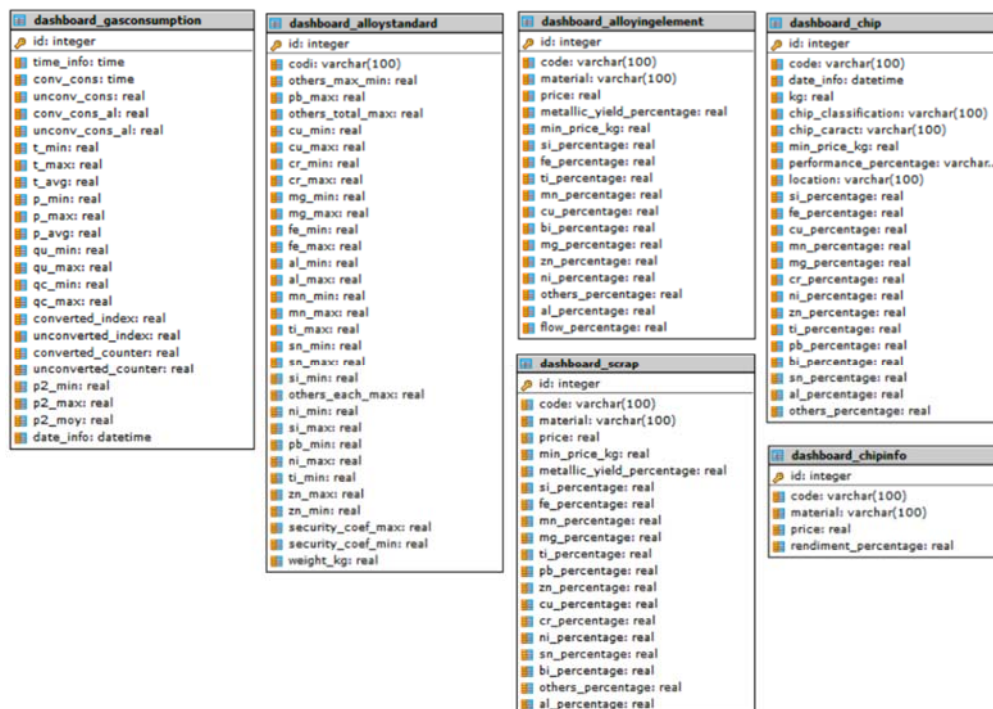 dashboard_gasconsumption
id: integer
time_info: time
conv_cons: time
unconv_cons: real
conv_cons_al: real
unconv_cons_al: real
t_min: real
t_max: real
t_avg: real
p_min: real
p_max: real
p_avg: real
qu_min: real
qu_max: real
qc_min: real
qc_max: real
converted_index: real
unconverted_index: real
converted_counter: real
unconverted_counter: real
p2_min: real
p2_max: real
p2_moy: real
date_info: datetime
dashboard_alloystandard
id: integer
codi: varchar(100)
others_max_min: real
pb_max: real
others_total_max: real
cu_min: real
cu_max: real
cr_min: real
cr_max: real
mg_min: real
mg_max: real
fe_min: real
fe_max: real
al_min: real
al_max: real
mn_min: real
mn_max: real
ti_max: real
sn_min: real
sn_max: real
si_min: real
others_each_max: real
ni_min: real
si_max: real
pb_min: real
ni_max: real
ti_min: real
zn_max: real
zn_min: real
security_coef_max: real
security_coef_min: real
weight_kg: real
dashboard_alloyingelement
id: integer
code: varchar(100)
material: varchar(100)
price: real
metallic_yield_percentage: real
min_price_kg: real
si_percentage: real
fe_percentage: real
ti_percentage: real
mn_percentage: real
cu_percentage: real
bi_percentage: real
mg_percentage: real
zn_percentage: real
ni_percentage: real
others_percentage: real
al_percentage: real
flow_percentage: real
dashboard_scrap
id: integer
code: varchar(100)
material: varchar(100)
price: real
min_price_kg: real
metallic_yield_percentage: real
si_percentage: real
fe_percentage: real
mn_percentage: real
mg_percentage: real
ti_percentage: real
pb_percentage: real
zn_percentage: real
cu_percentage: real
cr_percentage: real
ni_percentage: real
sn_percentage: real
bi_percentage: real
others_percentage: real
al_percentage: real
dashboard_chip
id: integer
code: varchar(100)
date_info: datetime
kg: real
chip_classification: varchar(100)
chip_caract: varchar(100)
min_price_kg: real
performance_percentage: varchar...
location: varchar(100)
si_percentage: real
fe_percentage: real
cu_percentage: real
mn_percentage: real
mg_percentage: real
cr_percentage: real
ni_percentage: real
zn_percentage: real
ti_percentage: real
pb_percentage: real
bi_percentage: real
sn_percentage: real
al_percentage: real
others_percentage: real
dashboard_chipinfo
id: integer
code: varchar(100)
material: varchar(100)
price: real
rendiment_percentage: real